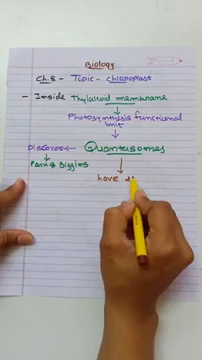 Biology
Ch. 8 - Topic - chloroplast
- Inside Thylakoid membrane
Photosynthesis functional
unit
Discover ← Quantasomes
Park & Biggins
have